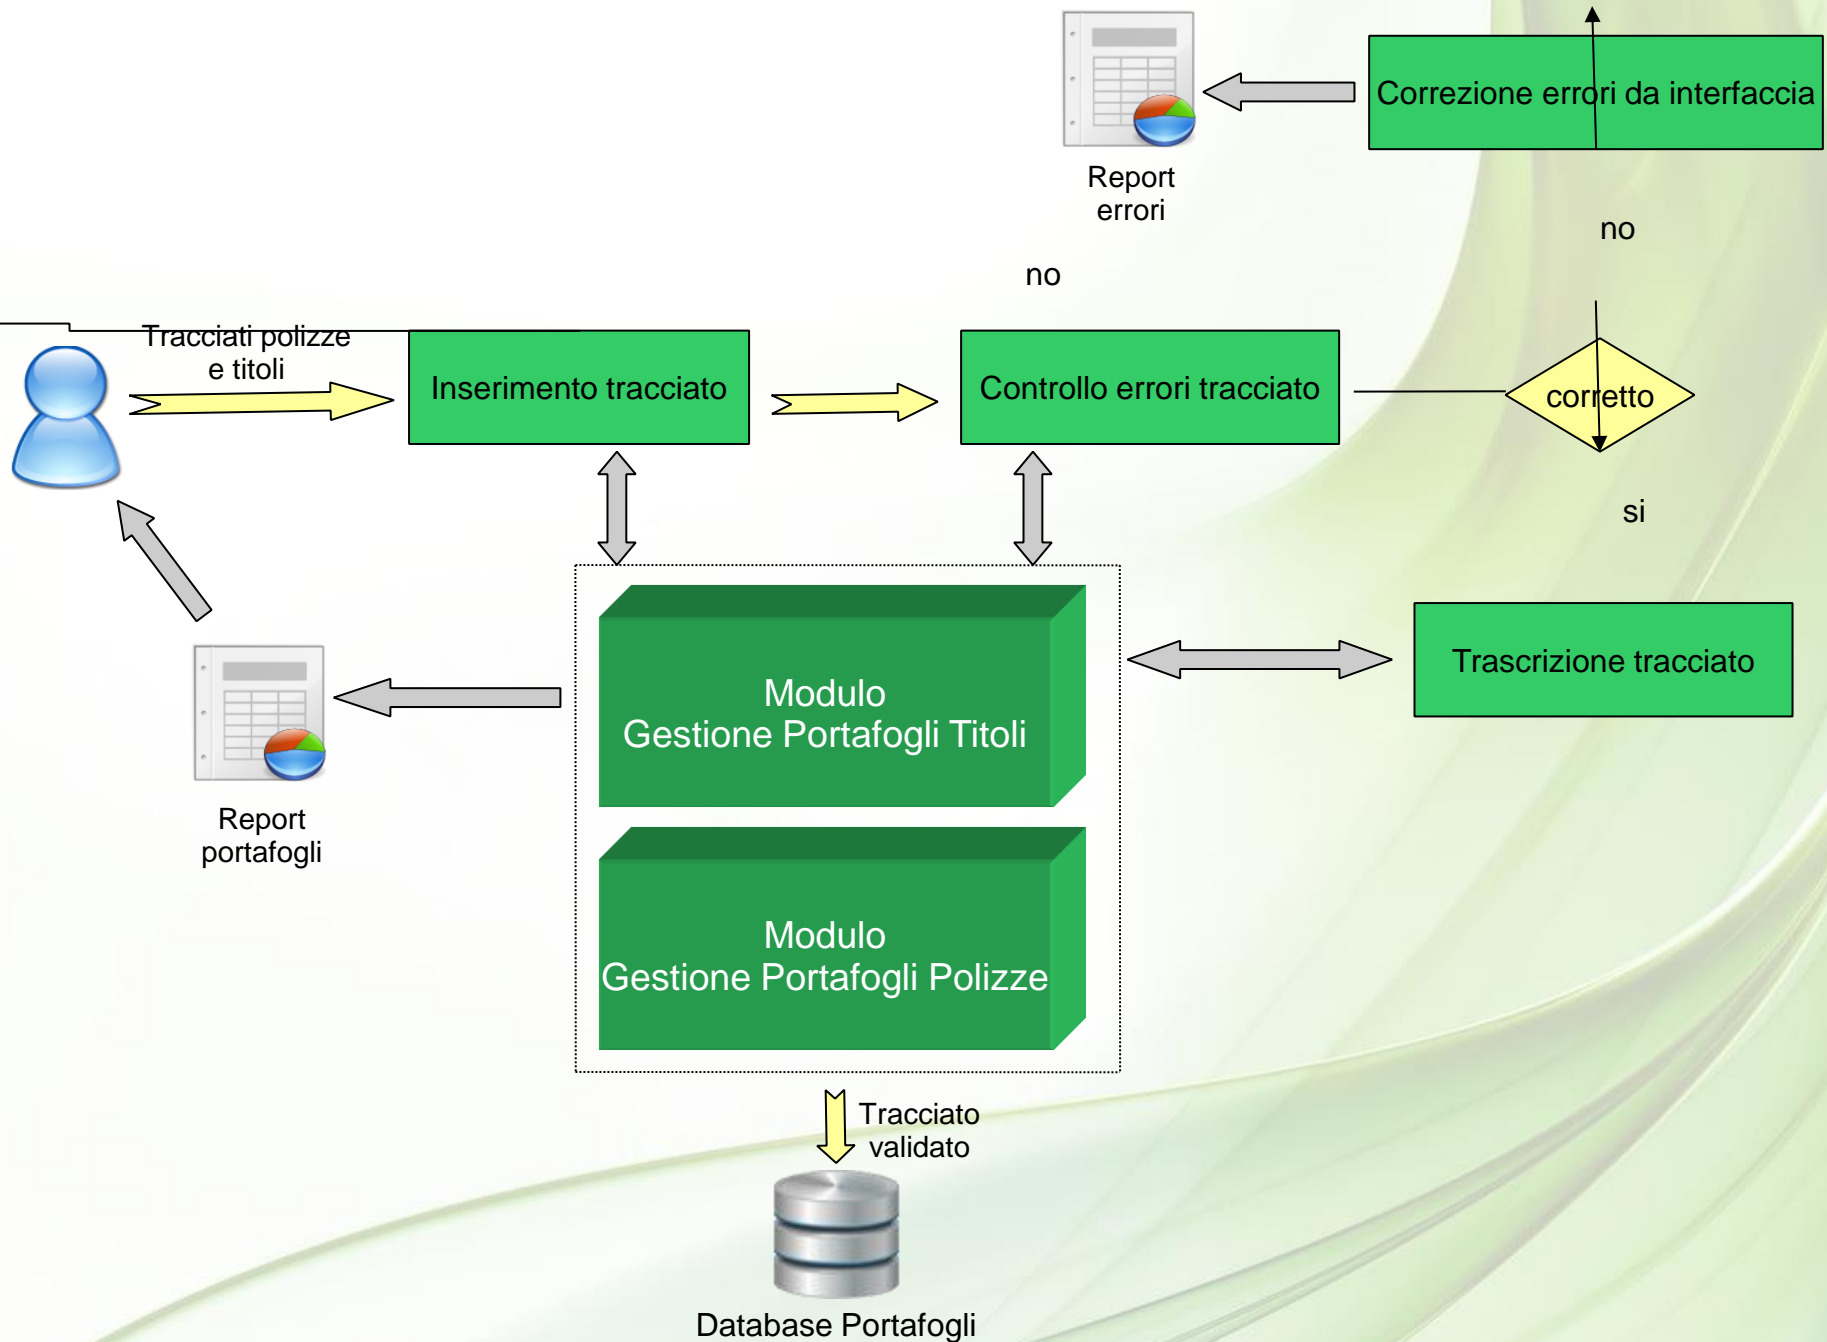 Correzione errori da interfaccia
Report
errori
no
no
Tracciati polizze
e titoli
Inserimento tracciato
Controllo errori tracciato
corretto
si
Modulo
Gestione Portafogli Titoli
Trascrizione tracciato
Report
portafogli
Modulo
Gestione Portafogli Polizze
Tracciato
validato
Database Portafogli